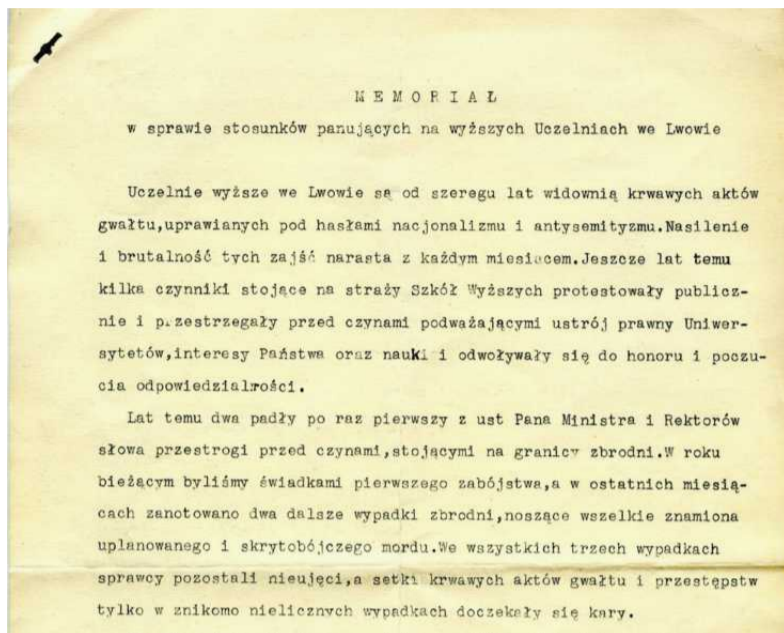 M E M O R I A Ł
w sprawie stosunków panujących na wyższych Uczelniach we Lwowie
Uczelnie wyższe we Lwowie są od szeregu lat widownią krwawych aktów
gwałtu,uprawianych pod hasłami nacjonalizmu i antysemityzmu.Nasilenie
i brutalność tych zajść narasta z każdym miesiącem.Jeszcze lat temu
kilka czynniki stojące na straży Szkół Wyższych protestowały publicz-
nie i przestrzegały przed czynami podważającymi ustrój prawny Uniwer-
sytetów,interesy Państwa oraz nauki i odwoływały się do honoru i poczu-
cia odpowiedzialności.
Lat temu dwa padły po raz pierwszy z ust Pana Ministra i Rektorów
słowa przestrogi przed czynami,stojącymi na granicy zbrodni.W roku
bieżącym byliśmy świadkami pierwszego zabójstwa,a w ostatnich miesią-
cach zanotowano dwa dalsze wypadki zbrodni,noszące wszelkie znamiona
uplanowanego i skrytobójczego mordu.We wszystkich trzech wypadkach
sprawcy pozostali nieujęci,a setki krwawych aktów gwałtu i przestępstw
tylko w znikomo nielicznych wypadkach doczekały się kary.